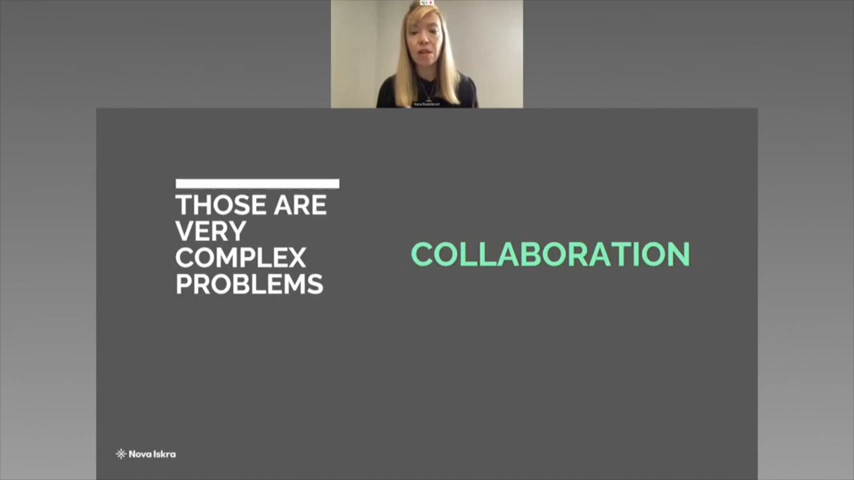 THOSE ARE
VERY
COMPLEX
PROBLEMS
COLLABORATION
Nova Iskra